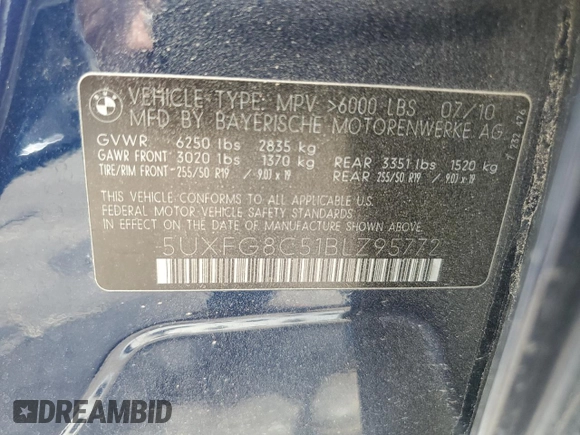 BMW
VEHICLE TYPE: MPV >6000 LBS 07/10
MFD BY BAYERISCHE MOTORENWERKE AG
GVWR 6250 lbs 2835 kg
GAWR FRONT 3020 lbs 1370 kg REAR 3351 lbs 1520 kg
TIRE/RIM FRONT-255/50 R19 / 9.0J x 19 REAR 255/50 R19 / 9.0J x 19
THIS VEHICLE CONFORMS TO ALL APPLICABLE U.S.
FEDERAL MOTOR VEHICLE SAFETY STANDARDS IN
EFFECT ON THE DATE OF MANUFACTURE SHOWN ABOVE.
5UXFG8C51BLZ95772
DREAMBID